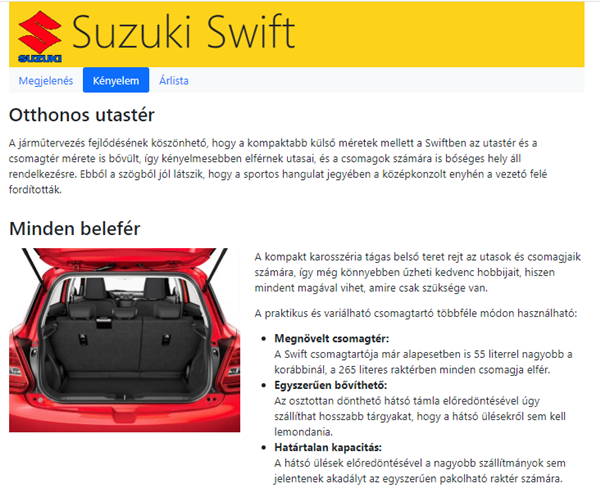 SUZUKI
Suzuki Swift
Megjelenés Kényelem Árlista
Otthonos utastér
A járműtervezés fejlődésének köszönhető, hogy a kompaktabb külső méretek mellett a Swiftben az utastér és a
csomagtér mérete is bővült, így kényelmesebben elférnek utasai, és a csomagok számára is bőséges hely áll
rendelkezésre. Ebből a szögből jól látszik, hogy a sportos hangulat jegyében a középkonzolt enyhén a vezető felé
fordították.
Minden belefér
A kompakt karosszéria tágas belső teret rejt az utasok és csomagjaik
számára, így még könnyebben űzheti kedvenc hobbijait, hiszen
mindent magával vihet, amire csak szüksége van.
A praktikus és variálható csomagtartó többféle módon használható:
• Megnövelt csomagtér:
A Swift csomagtartója már alapesetben is 55 literrel nagyobb a
korábbinál, a 265 literes raktérben minden csomagja elfér.
• Egyszerűen bővíthető:
Az osztottan dönthető hátsó támla előredöntésével úgy
szállíthat hosszabb tárgyakat, hogy a hátsó ülésekről sem kell
lemondania.
• Határtalan kapacitás:
A hátsó ülések előredöntésével a nagyobb szállítmányok sem
jelentenek akadályt az egyszerűen pakolható raktér számára.